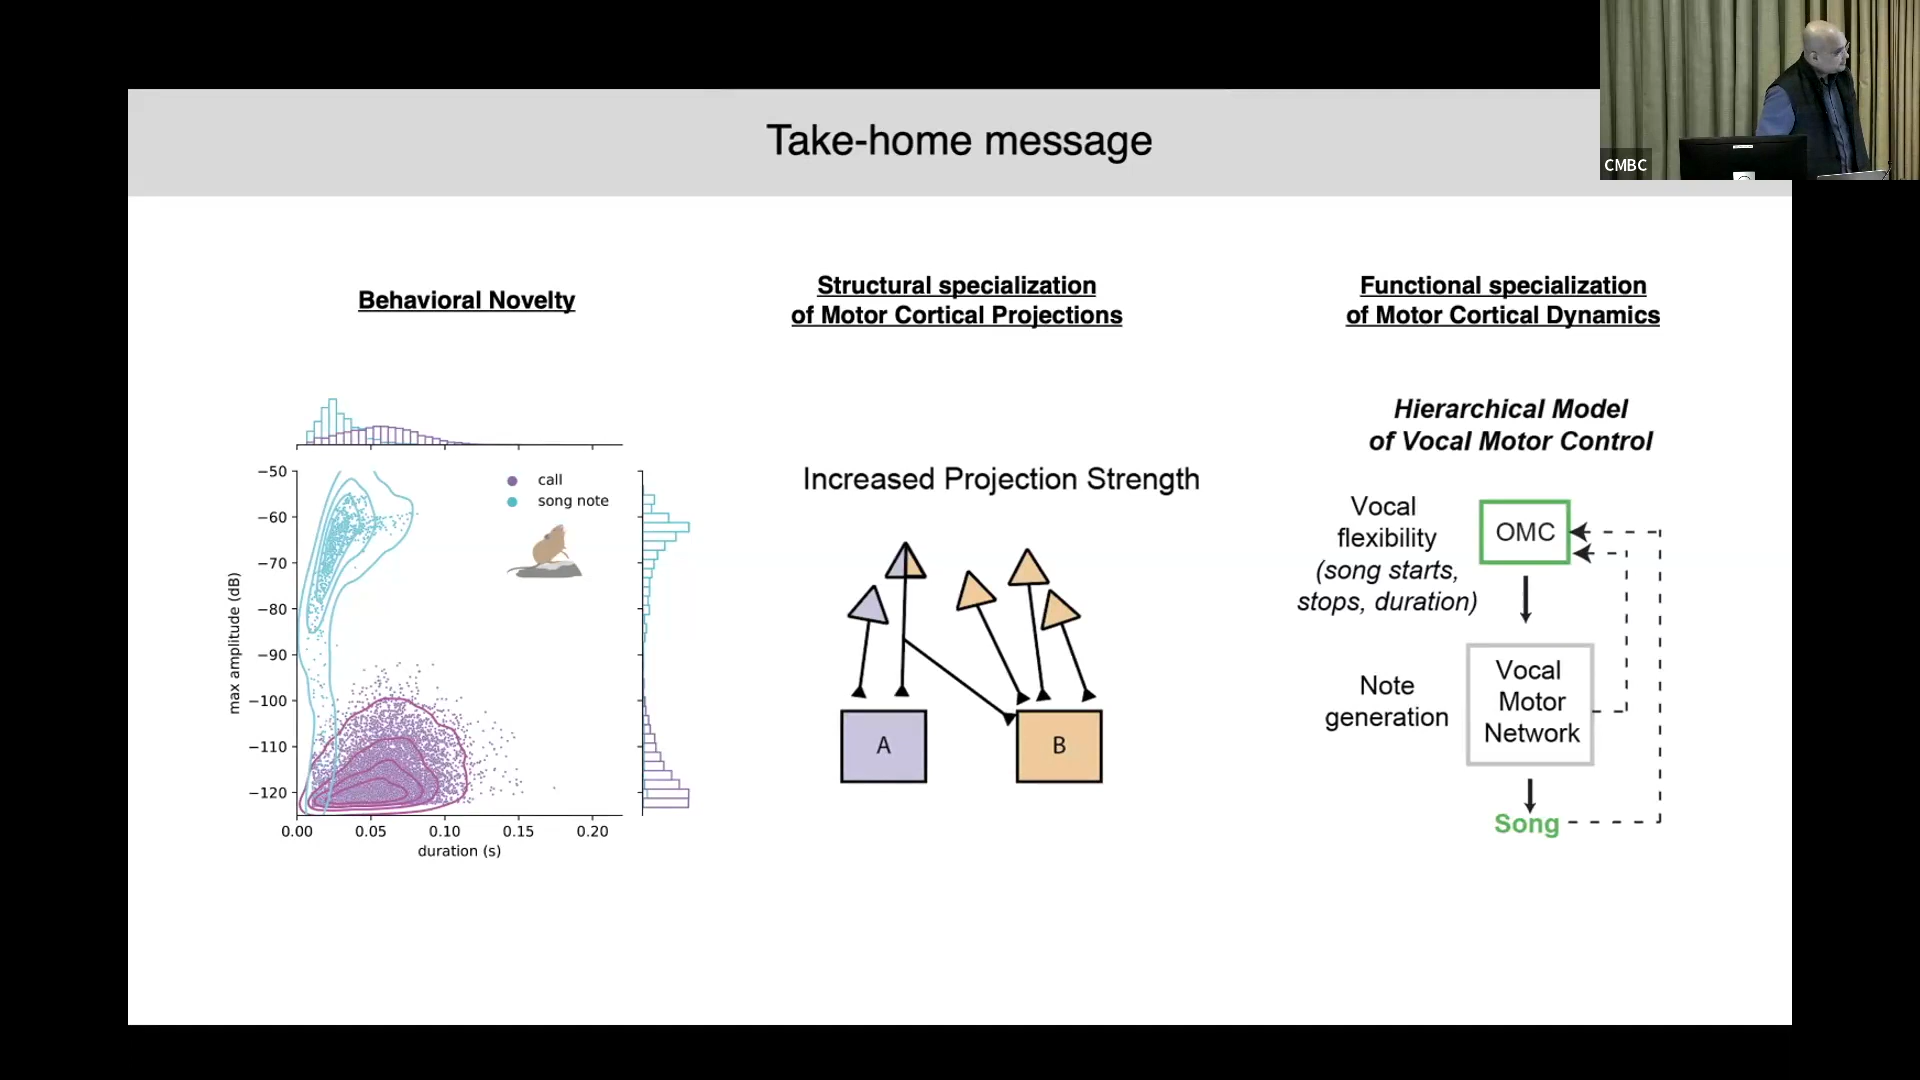 CMBC
Take-home message
Behavioral Novelty
−50
−60
−70
−80
−90
−100
−110
−120
max amplitude (dB)
call
song note
0.00 0.05 0.10 0.15 0.20
duration (s)
Structural specialization
of Motor Cortical Projections
Increased Projection Strength
A
B
Functional specialization
of Motor Cortical Dynamics
Hierarchical Model
of Vocal Motor Control
Vocal
flexibility
(song starts,
stops, duration)
OMC
Note
generation
Vocal
Motor
Network
Song